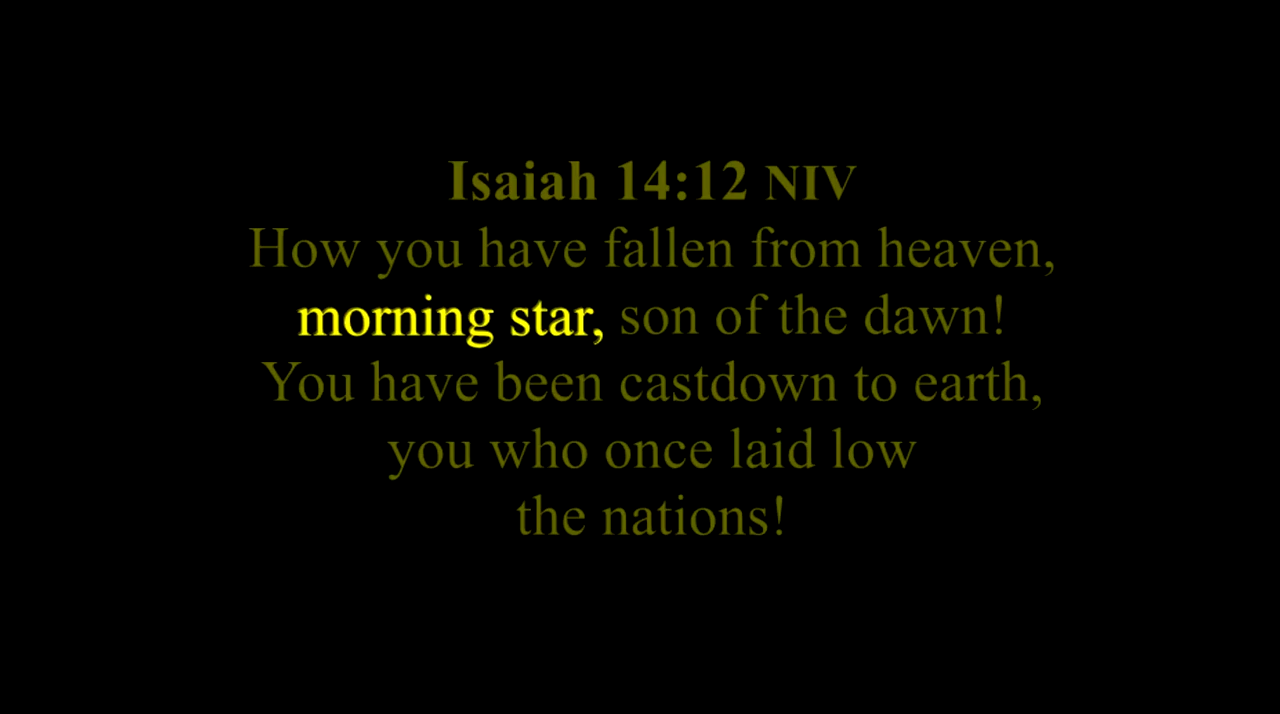 Isaiah 14:12 NIV
How you have fallen from heaven,
morning star, son of the dawn!
You have been castdown to earth,
you who once laid low
the nations!